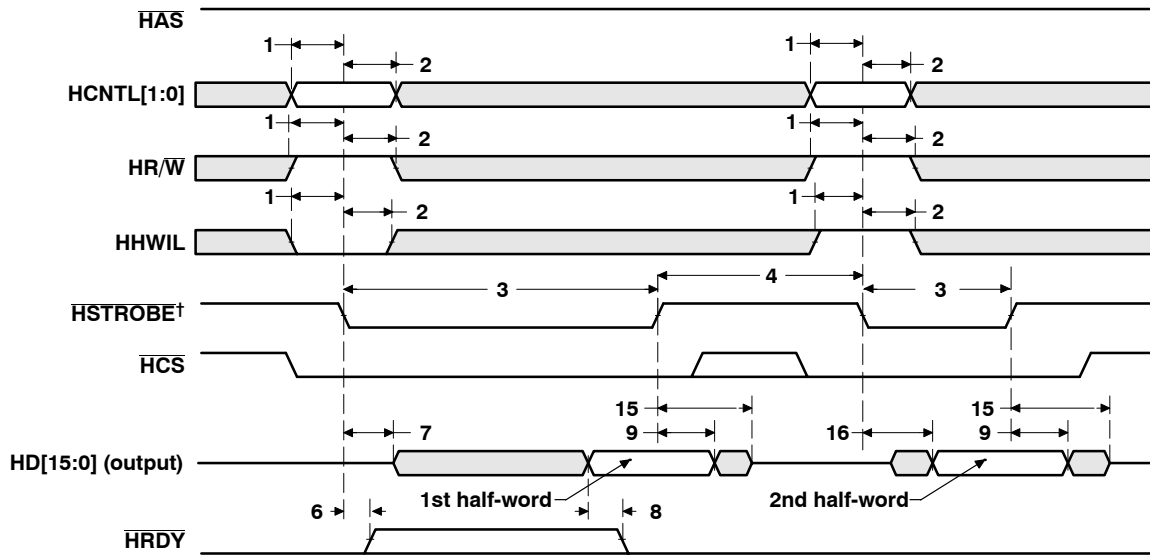 HAS
1
2
1
2
HCNTL[1:0]
1
2
1
2
HR/W
1
2
1
2
HHWIL
3
4
3
HSTROBE†
HCS
7
15
9
16
15
9
HD[15:0] (output)
1st half-word
2nd half-word
6
8
HRDY